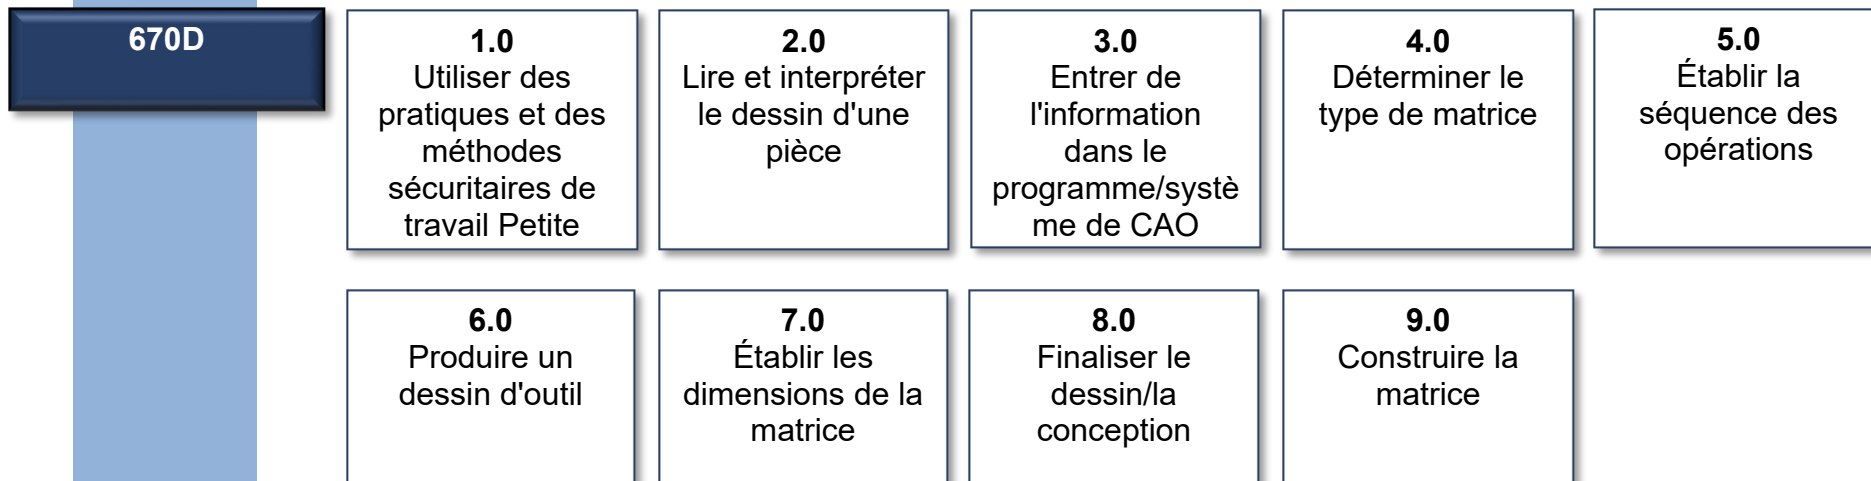 670D
1.0
Utiliser des
pratiques et des
méthodes
sécuritaires de
travail Petite
2.0
Lire et interpréter
le dessin d'une
pièce
3.0
Entrer de
l'information
dans le
programme/systè
me de CAO
4.0
Déterminer le
type de matrice
5.0
Établir la
séquence des
opérations
6.0
Produire un
dessin d'outil
7.0
Établir les
dimensions de la
matrice
8.0
Finaliser le
dessin/la
conception
9.0
Construire la
matrice